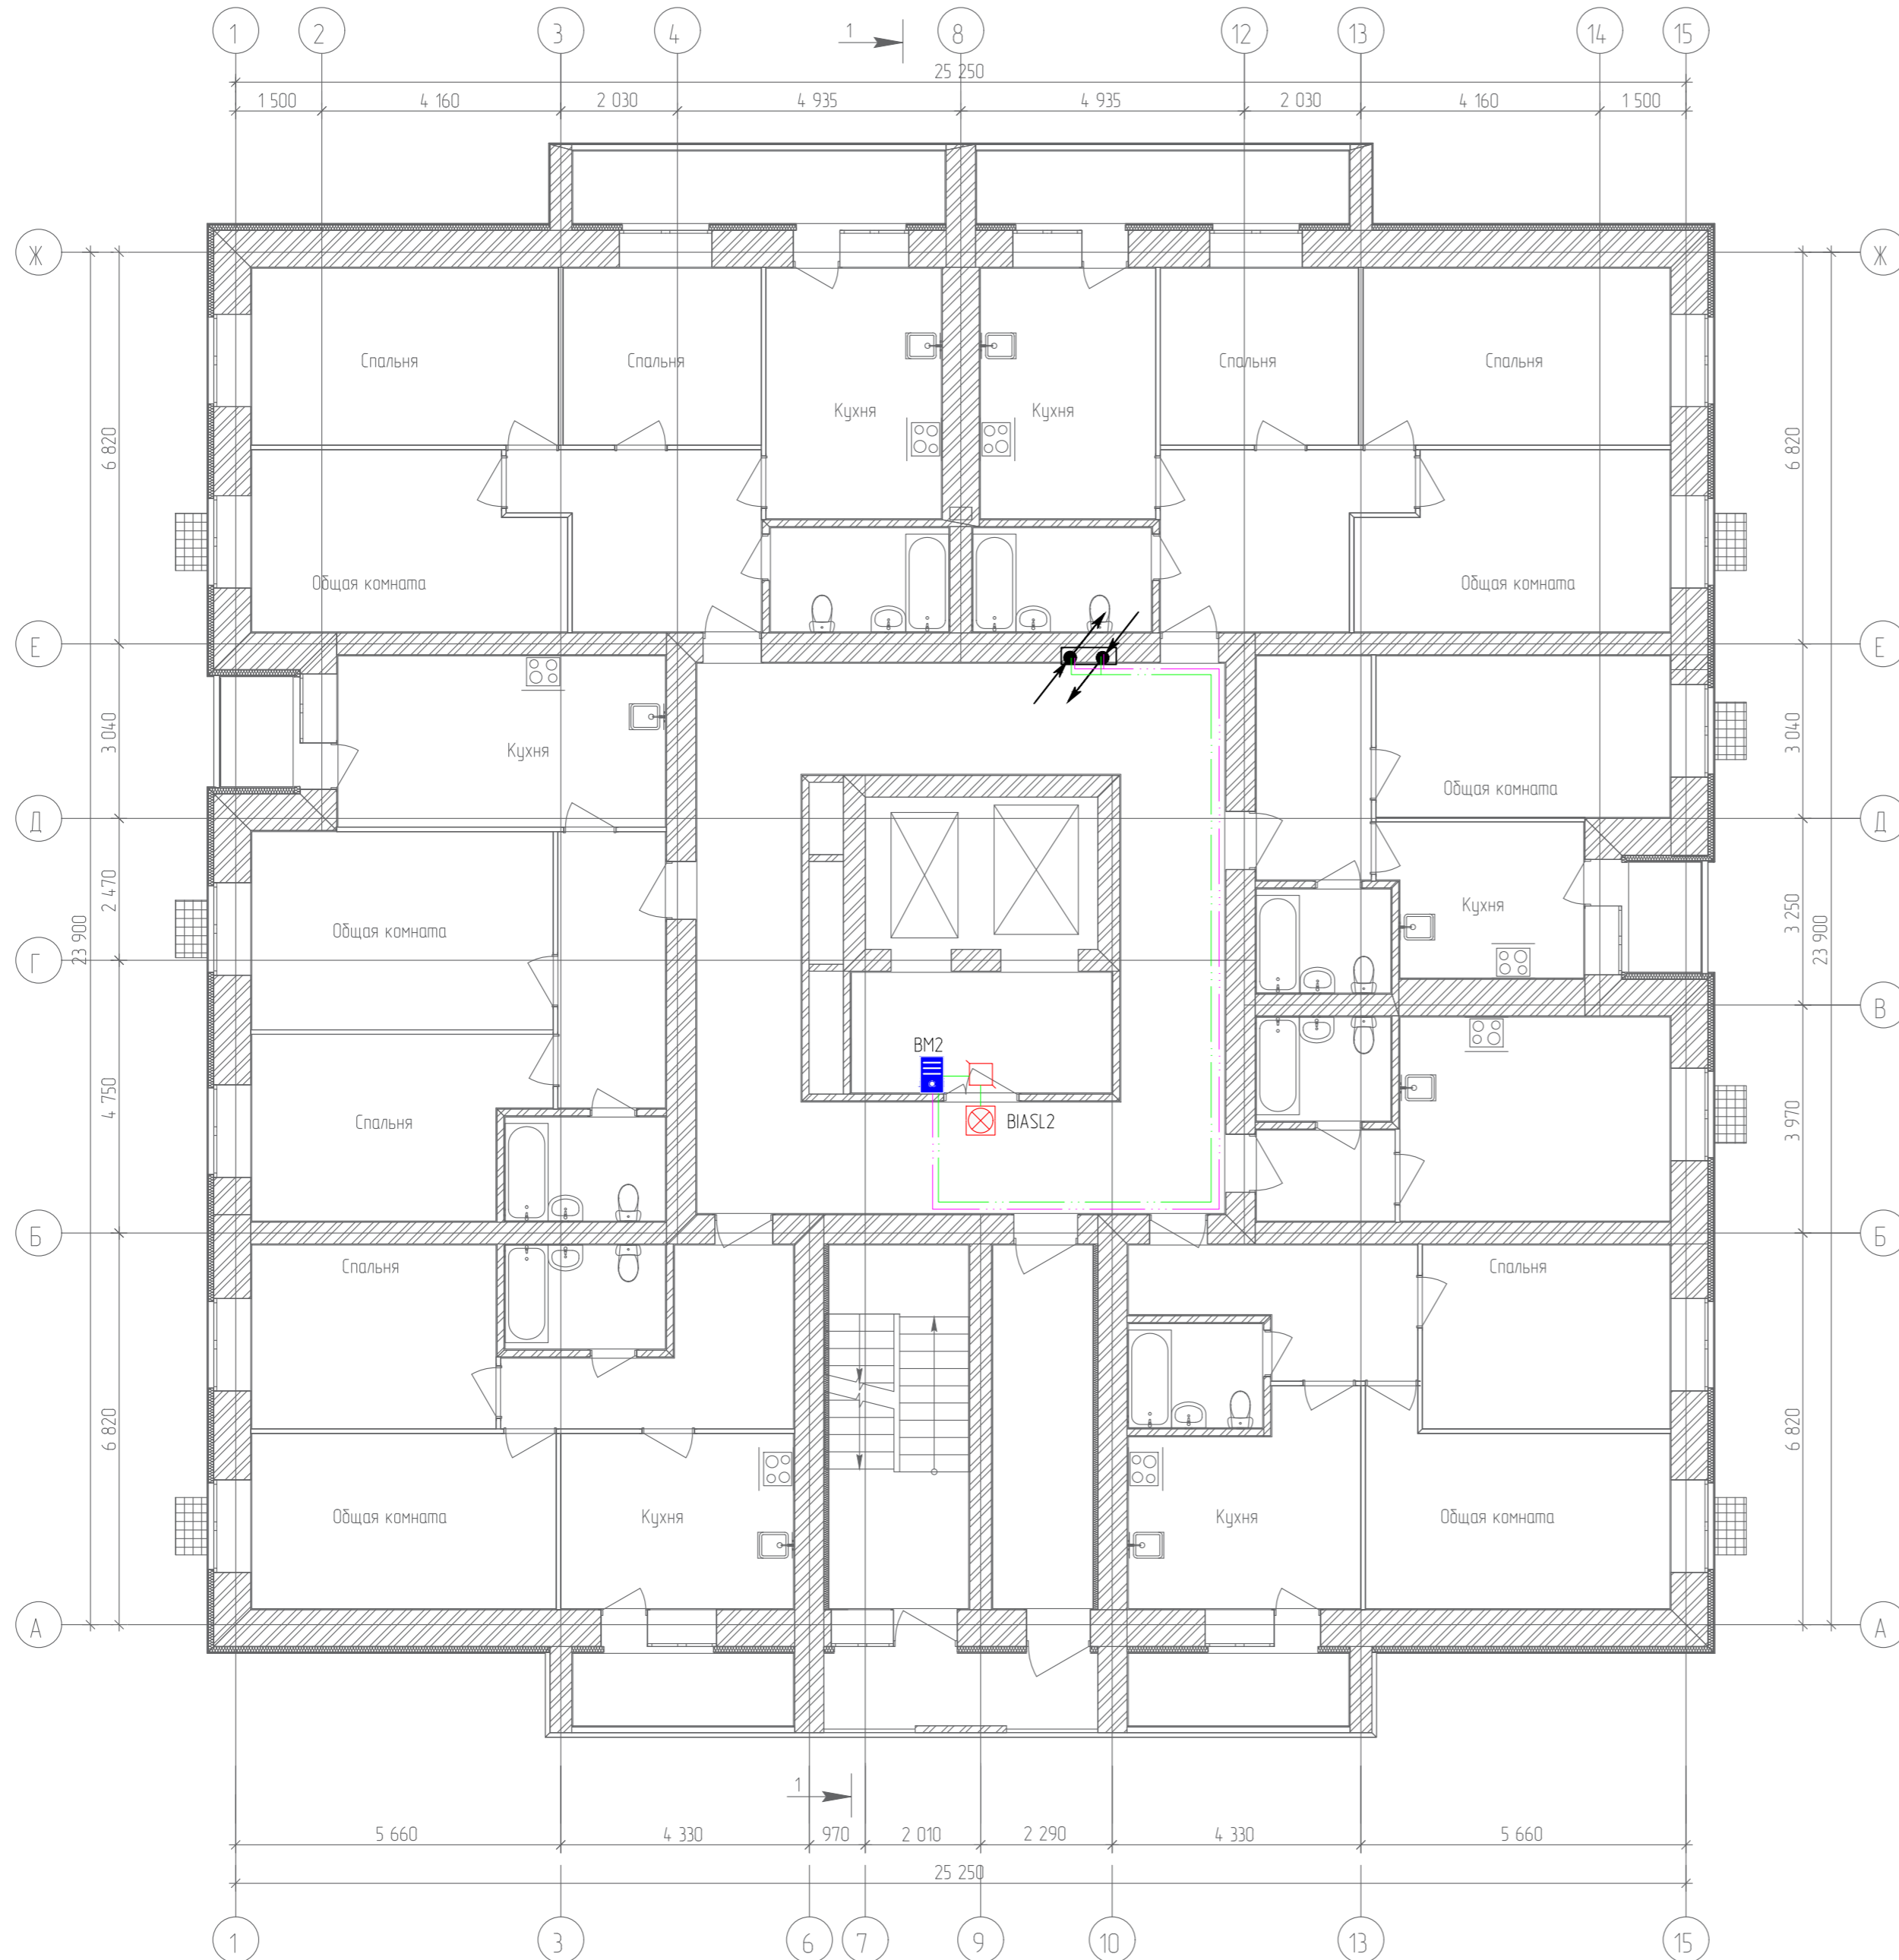 1 2 3 4 1 8 12 13 14 15
25 250
1 500 4 160 2 030 4 935 4 935 2 030 4 160 1 500
Ж Ж
Спальня Спальня Спальня Спальня
Кухня Кухня
6 820 6 820
Общая комната Общая комната
Е Е
3 040 Кухня 3 040
Общая комната
Д Д
2 470
Кухня 3 250
23 900 Общая комната 23 900
Г
В
BM2
4 750 Спальня BIASL2 3 970
Б Б
Спальня Спальня
6 820 6 820
Общая комната Кухня Кухня Общая комната
А А
1
5 660 4 330 970 2 010 2 290 4 330 5 660
25 250
1 3 6 7 9 10 13 15